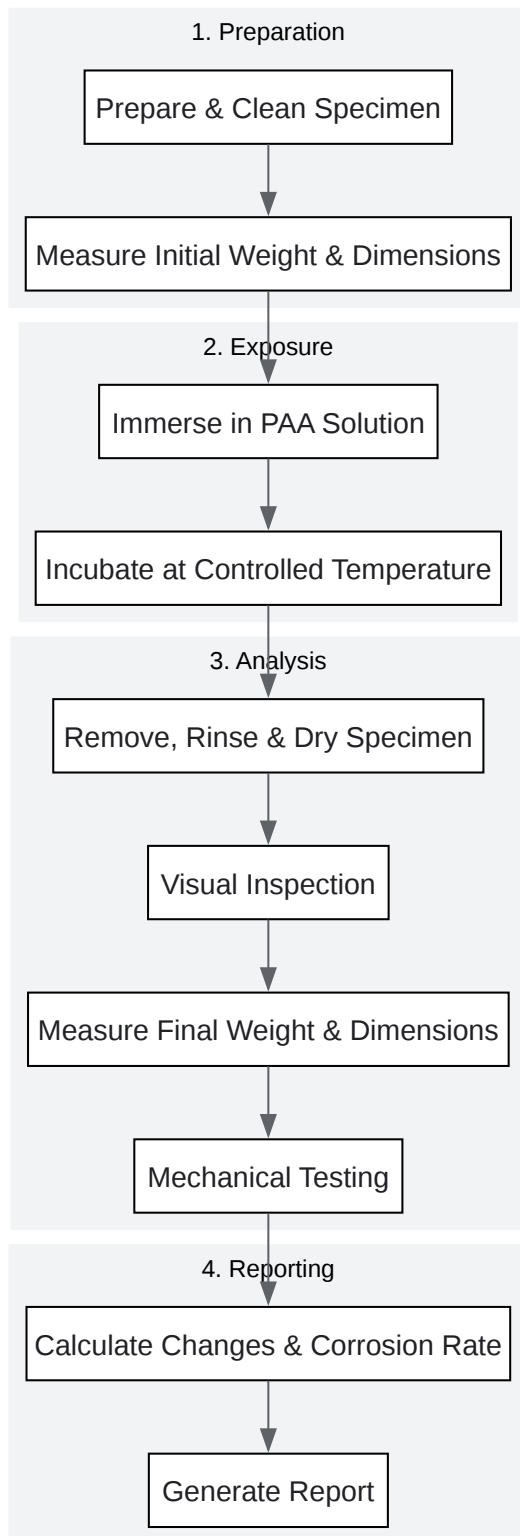 1. Preparation
Prepare & Clean Specimen
Measure Initial Weight & Dimensions
2. Exposure
Immerse in PAA Solution
Incubate at Controlled Temperature
3. Analysis
Remove, Rinse & Dry Specimen
Visual Inspection
Measure Final Weight & Dimensions
Mechanical Testing
4. Reporting
Calculate Changes & Corrosion Rate
Generate Report